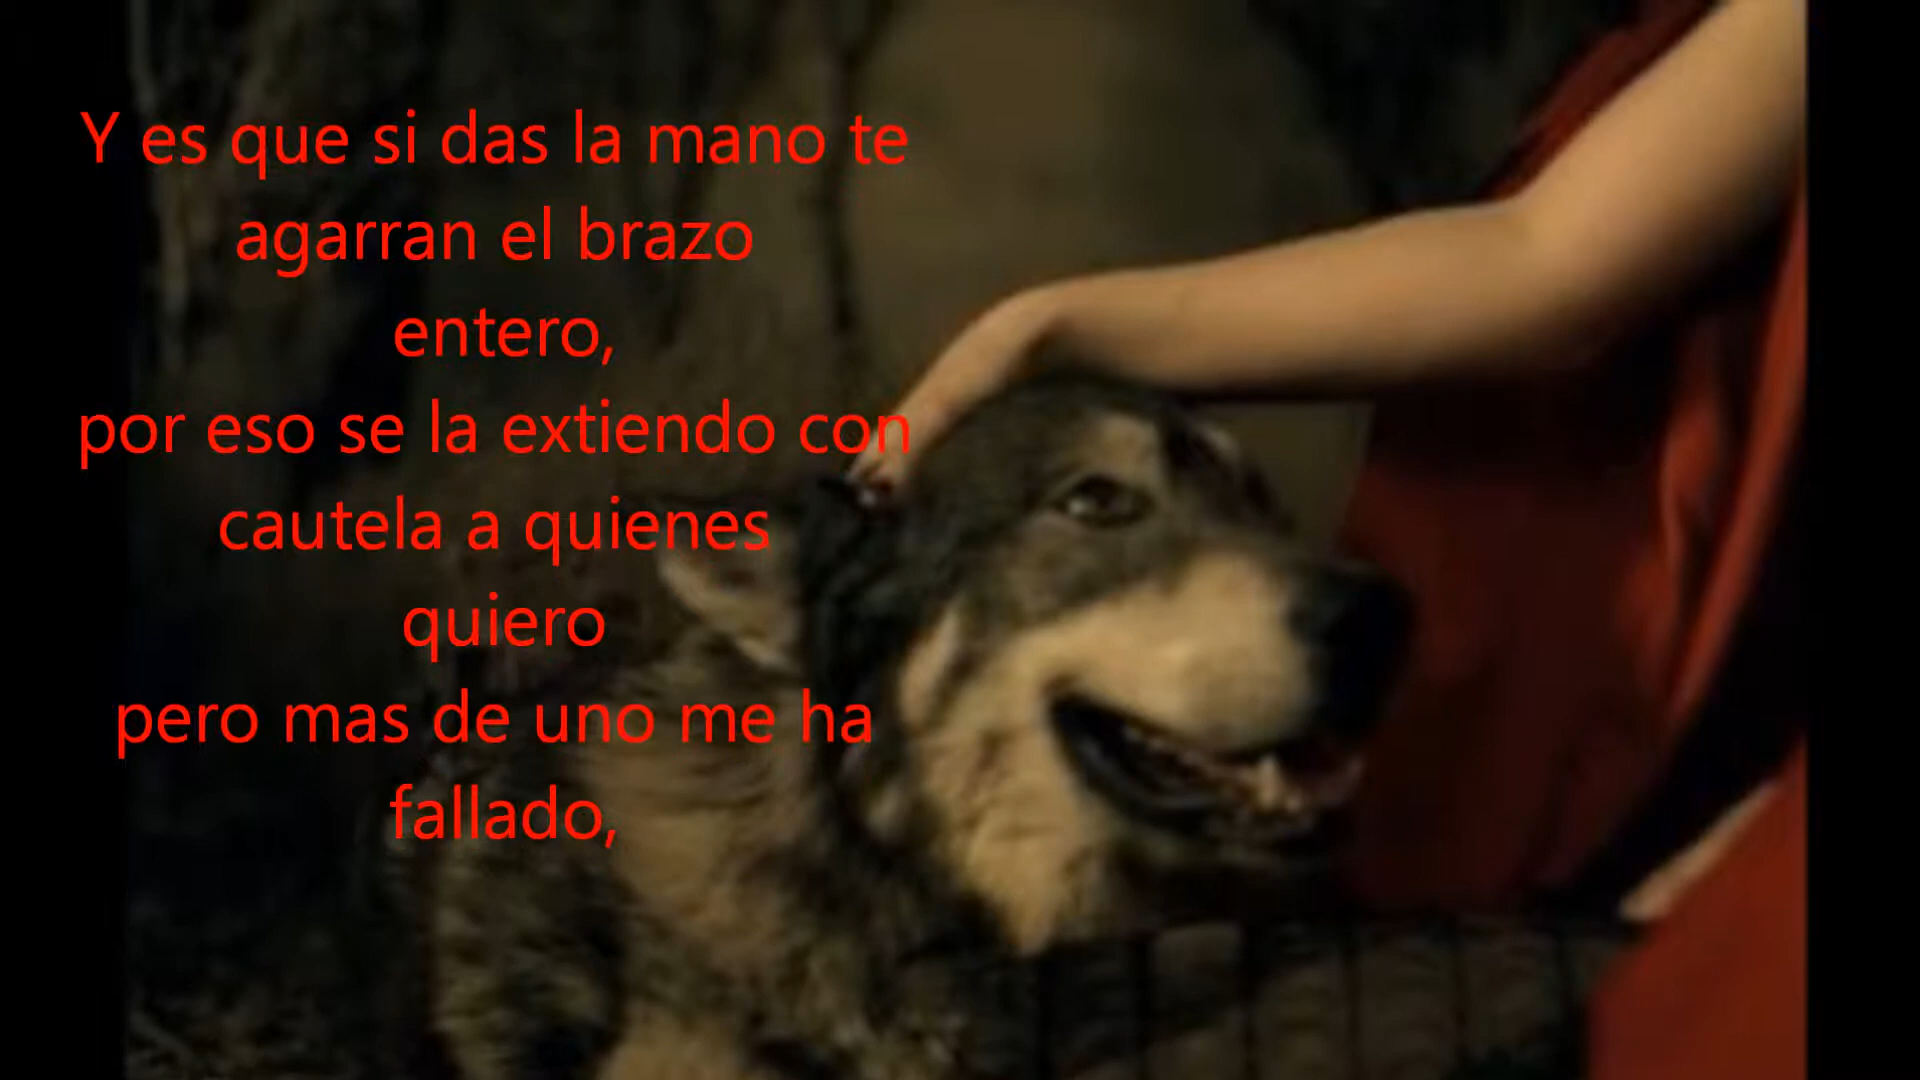 Y es que si das la mano te
agarran el brazo
entero,
por eso se la extiendo con
cautela a quienes
quiero
pero mas de uno me ha
fallado,